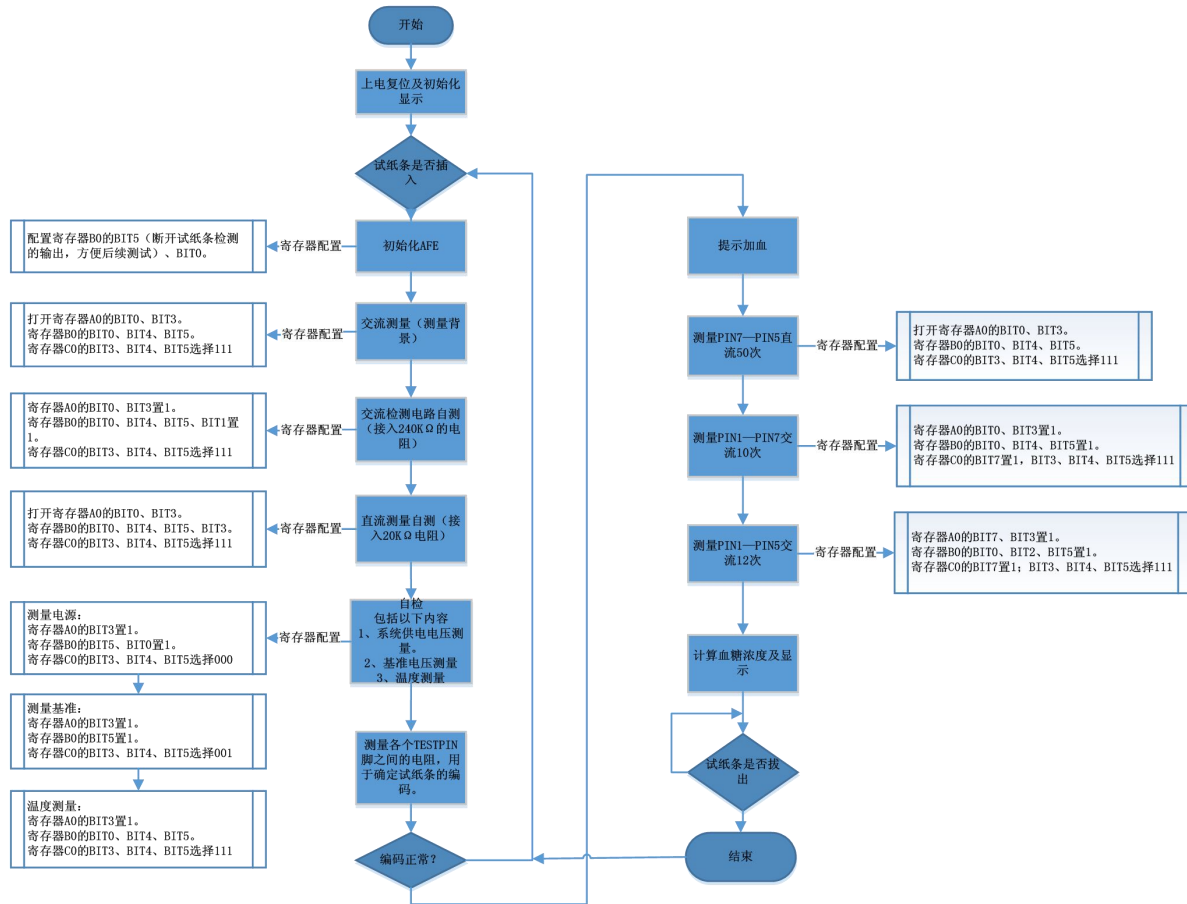 开始
上电复位及初始化
显示
试纸条是否插
入
初始化AFE
寄存器配置
配置寄存器B0的BIT5（断开试纸条检测
的输出，方便后续测试）、BIT0。
交流测量（测量背
景）
寄存器配置
打开寄存器A0的BIT0、BIT3。
寄存器B0的BIT0、BIT4、BIT5。
寄存器C0的BIT3、BIT4、BIT5选择111
交流检测电路自测
（接入240KΩ的电
阻）
寄存器配置
寄存器A0的BIT0、BIT3置1。
寄存器B0的BIT0、BIT4、BIT5、BIT1置
1。
寄存器C0的BIT3、BIT4、BIT5选择111
直流测量自测（接
入20KΩ电阻）
寄存器配置
打开寄存器A0的BIT0、BIT3。
寄存器B0的BIT0、BIT4、BIT5、BIT3。
寄存器C0的BIT3、BIT4、BIT5选择111
自检
包括以下内容
1、系统供电电压测
量。
2、基准电压测量
3、温度测量
寄存器配置
测量电源：
寄存器A0的BIT3置1。
寄存器B0的BIT5、BIT0置1。
寄存器C0的BIT3、BIT4、BIT5选择000
测量基准：
寄存器A0的BIT3置1。
寄存器B0的BIT5置1。
寄存器C0的BIT3、BIT4、BIT5选择001
温度测量：
寄存器A0的BIT3置1。
寄存器B0的BIT0、BIT4、BIT5。
寄存器C0的BIT3、BIT4、BIT5选择111
测量各个TESTPIN
脚之间的电阻，用
于确定试纸条的编
码。
编码正常？
提示加血
测量PIN7—PIN5直
流50次
寄存器配置
打开寄存器A0的BIT0、BIT3。
寄存器B0的BIT0、BIT4、BIT5。
寄存器C0的BIT3、BIT4、BIT5选择111
测量PIN1—PIN7交
流10次
寄存器配置
寄存器A0的BIT0、BIT3置1。
寄存器B0的BIT0、BIT4、BIT5置1。
寄存器C0的BIT7置1，BIT3、BIT4、BIT5选择111
测量PIN1—PIN5交
流12次
寄存器配置
寄存器A0的BIT7、BIT3置1。
寄存器B0的BIT0、BIT2、BIT5置1。
寄存器C0的BIT7置1；BIT3、BIT4、BIT5选择111
计算血糖浓度及显
示
试纸条是否拔
出
结束